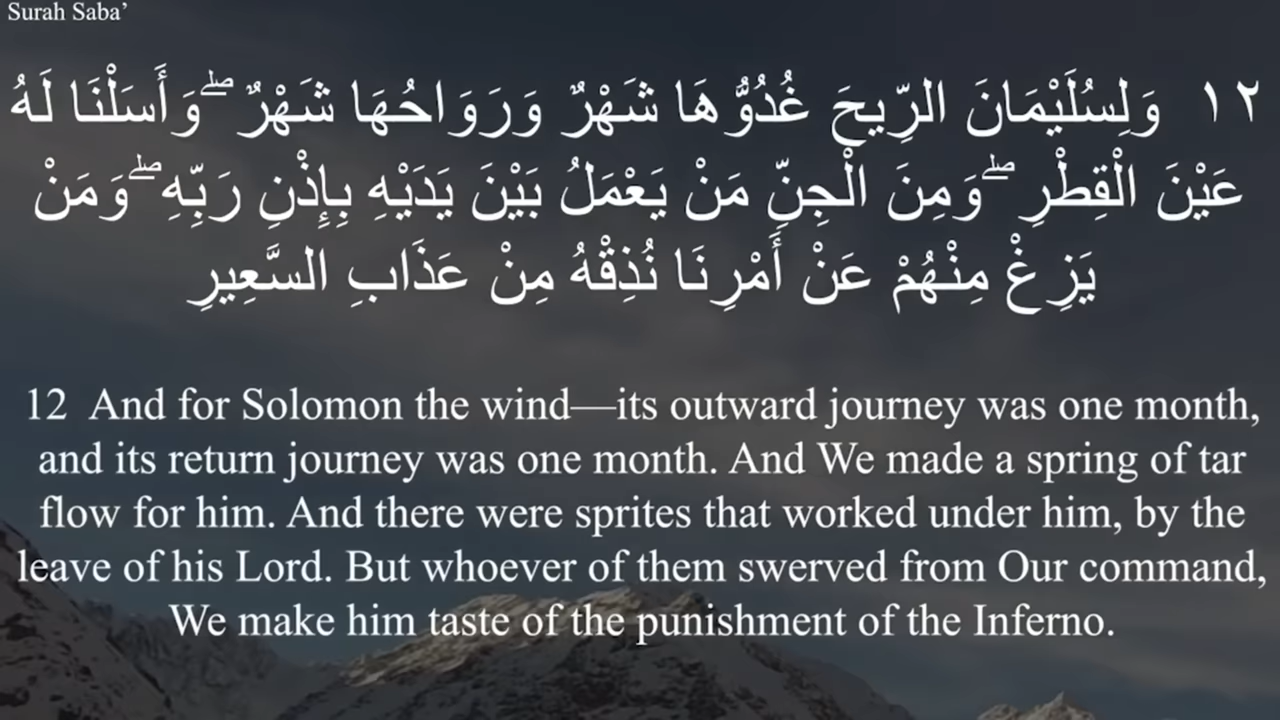 Surah Saba’
١٢ وَلِسُلَيْمَانَ الرِّيحَ غُدُوُّهَا شَهْرٌ وَرَوَاحُهَا شَهْرٌ ۖ وَأَسَلْنَا لَهُ
عَيْنَ الْقِطْرِ ۖ وَمِنَ الْجِنِّ مَنْ يَعْمَلُ بَيْنَ يَدَيْهِ بِإِذْنِ رَبِّهِ ۖ وَمَنْ
يَزِغْ مِنْهُمْ عَنْ أَمْرِنَا نُذِقْهُ مِنْ عَذَابِ السَّعِيرِ
12 And for Solomon the wind—its outward journey was one month,
and its return journey was one month. And We made a spring of tar
flow for him. And there were sprites that worked under him, by the
leave of his Lord. But whoever of them swerved from Our command,
We make him taste of the punishment of the Inferno.